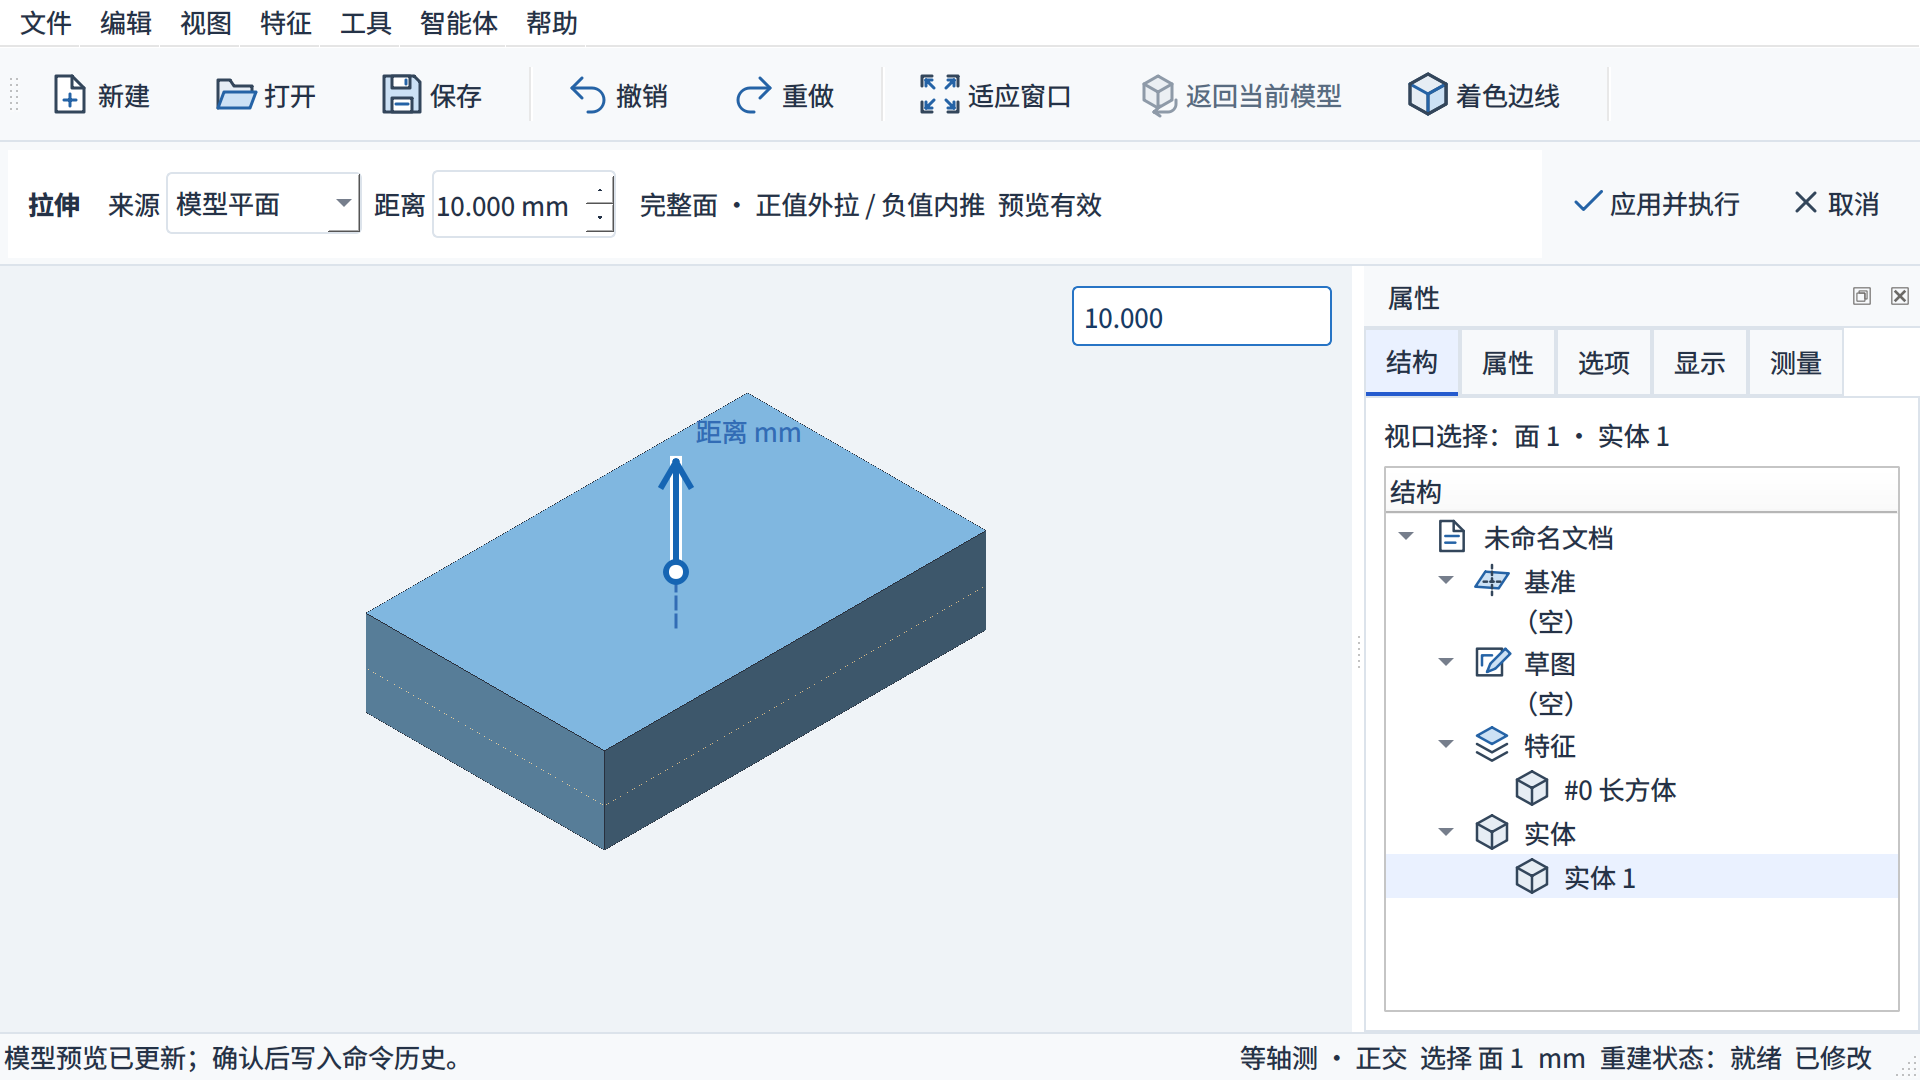 文件 编辑 视图 特征 工具 智能体 帮助
新建 打开 保存 撤销 重做 适应窗口 返回当前模型 着色边线
拉伸 来源 模型平面 距离 10.000 mm 完整面 · 正值外拉 / 负值内推 预览有效 应用并执行 取消
10.000
距离 mm
属性
结构 属性 选项 显示 测量
视口选择：面 1 · 实体 1
结构
未命名文档
基准
（空）
草图
（空）
特征
#0 长方体
实体
实体 1
模型预览已更新；确认后写入命令历史。
等轴测 · 正交 选择 面 1 mm 重建状态：就绪 已修改